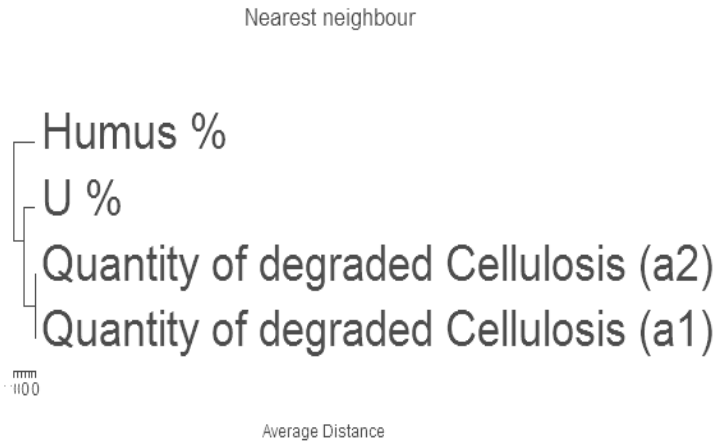 Nearest neighbour
Humus %
U %
Quantity of degraded Cellulosis (a2)
Quantity of degraded Cellulosis (a1)
Average Distance